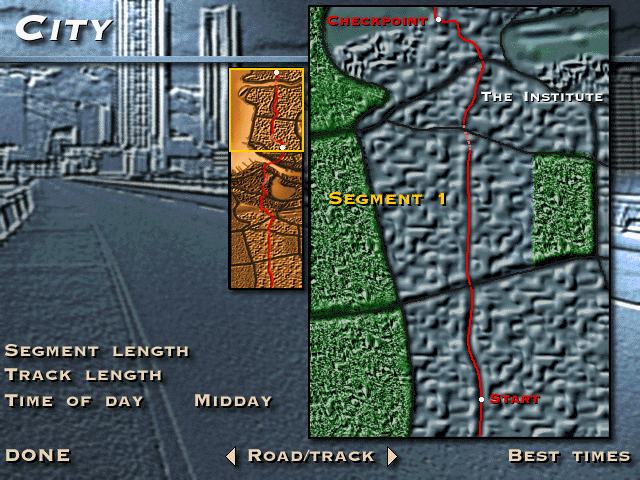 City
Checkpoint
The Institute
Segment 1
Segment length
Track length
Time of day Midday
Start
DONE
Road/track
Best times